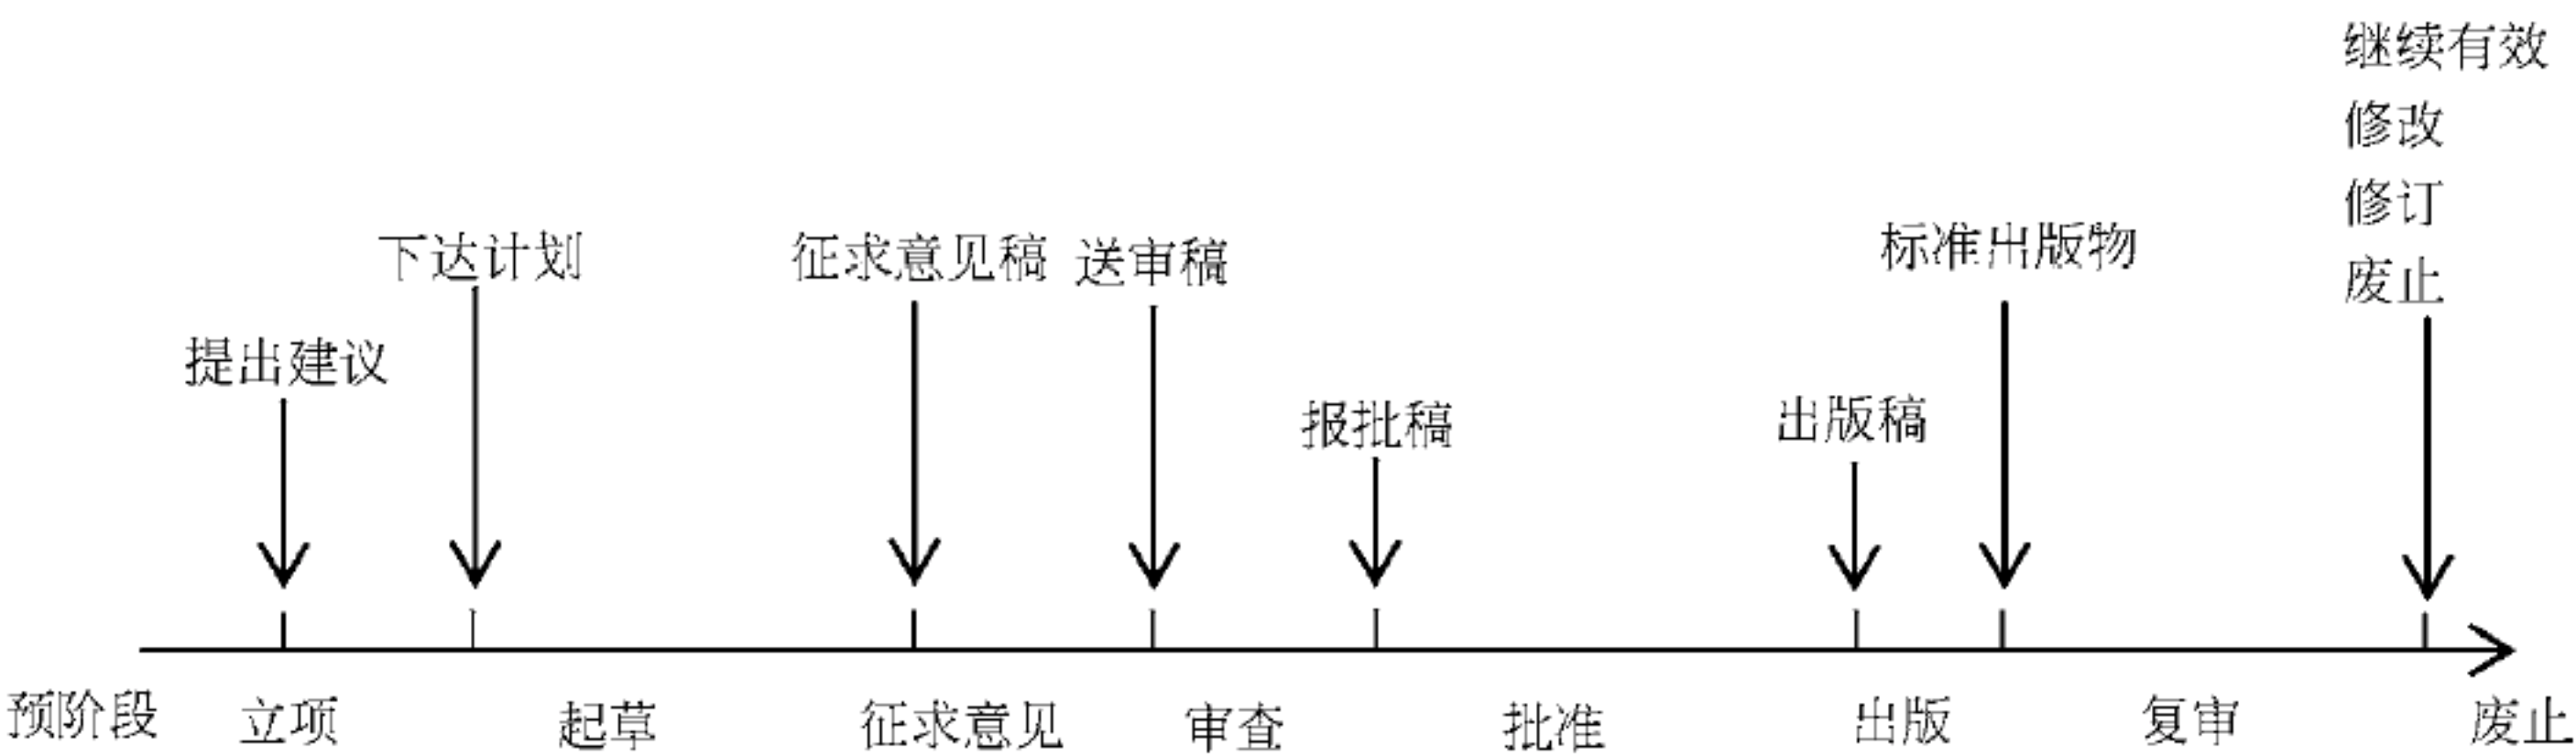 继续有效
修改
修订
废止
下达计划
征求意见稿
送审稿
标准出版物
提出建议
报批稿
出版稿
预阶段
立项
起草
征求意见
审查
批准
出版
复审
废止